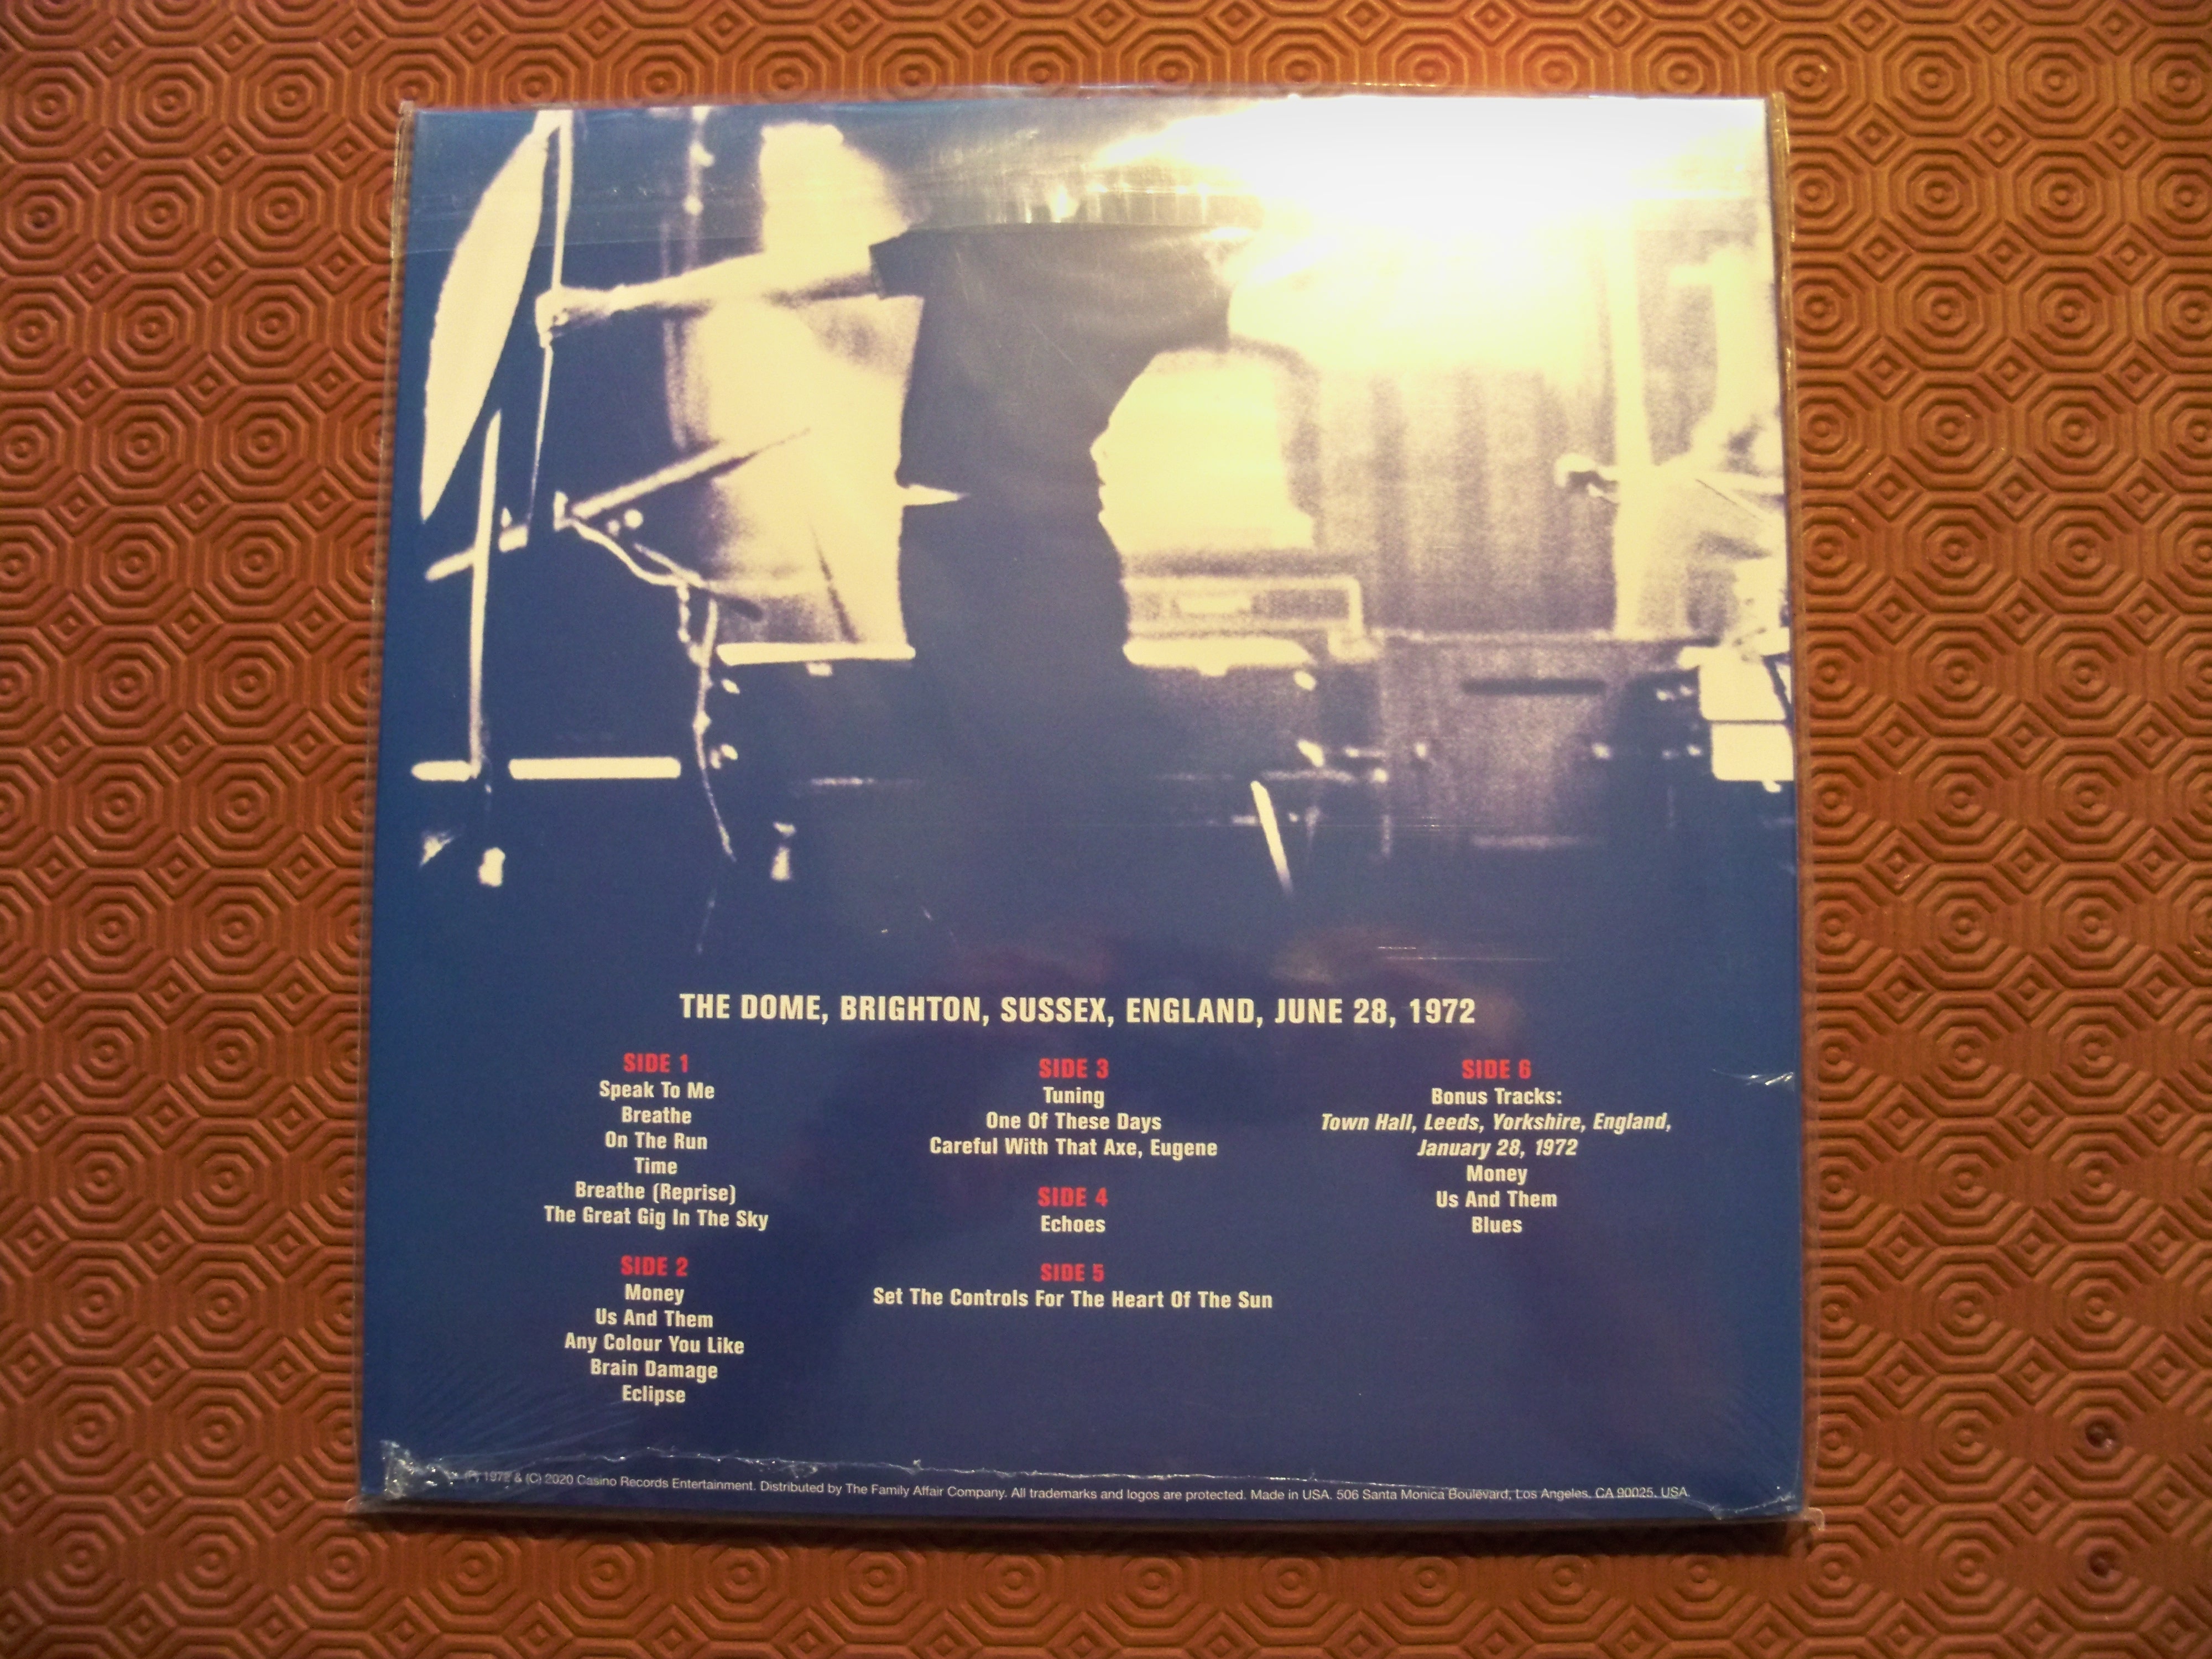 THE DOME, BRIGHTON, SUSSEX, ENGLAND, JUNE 28, 1972
SIDE 1
Speak To Me
Breathe
On The Run
Time
Breathe (Reprise)
The Great Gig In The Sky
SIDE 2
Money
Us And Them
Any Colour You Like
Brain Damage
Eclipse
SIDE 3
Tuning
One Of These Days
Careful With That Axe, Eugene
SIDE 4
Echoes
SIDE 5
Set The Controls For The Heart Of The Sun
SIDE 6
Bonus Tracks:
Town Hall, Leeds, Yorkshire, England,
January 28, 1972
Money
Us And Them
Blues
(P) 1972 & (C) 2020 Casino Records Entertainment. Distributed by The Family Affair Company. All trademarks and logos are protected. Made in USA. 506 Santa Monica Boulevard, Los Angeles, CA 90025. USA.